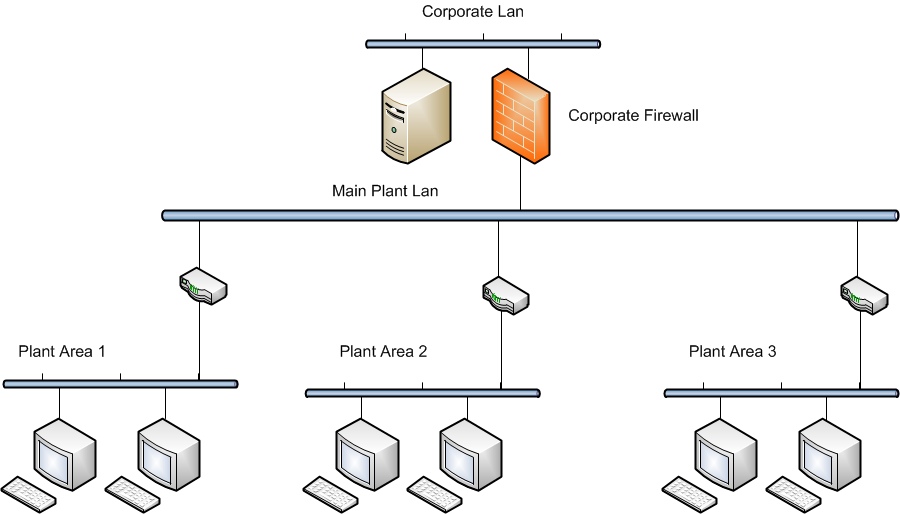 Corporate Lan
Corporate Firewall
Main Plant Lan
Plant Area 1
Plant Area 2
Plant Area 3